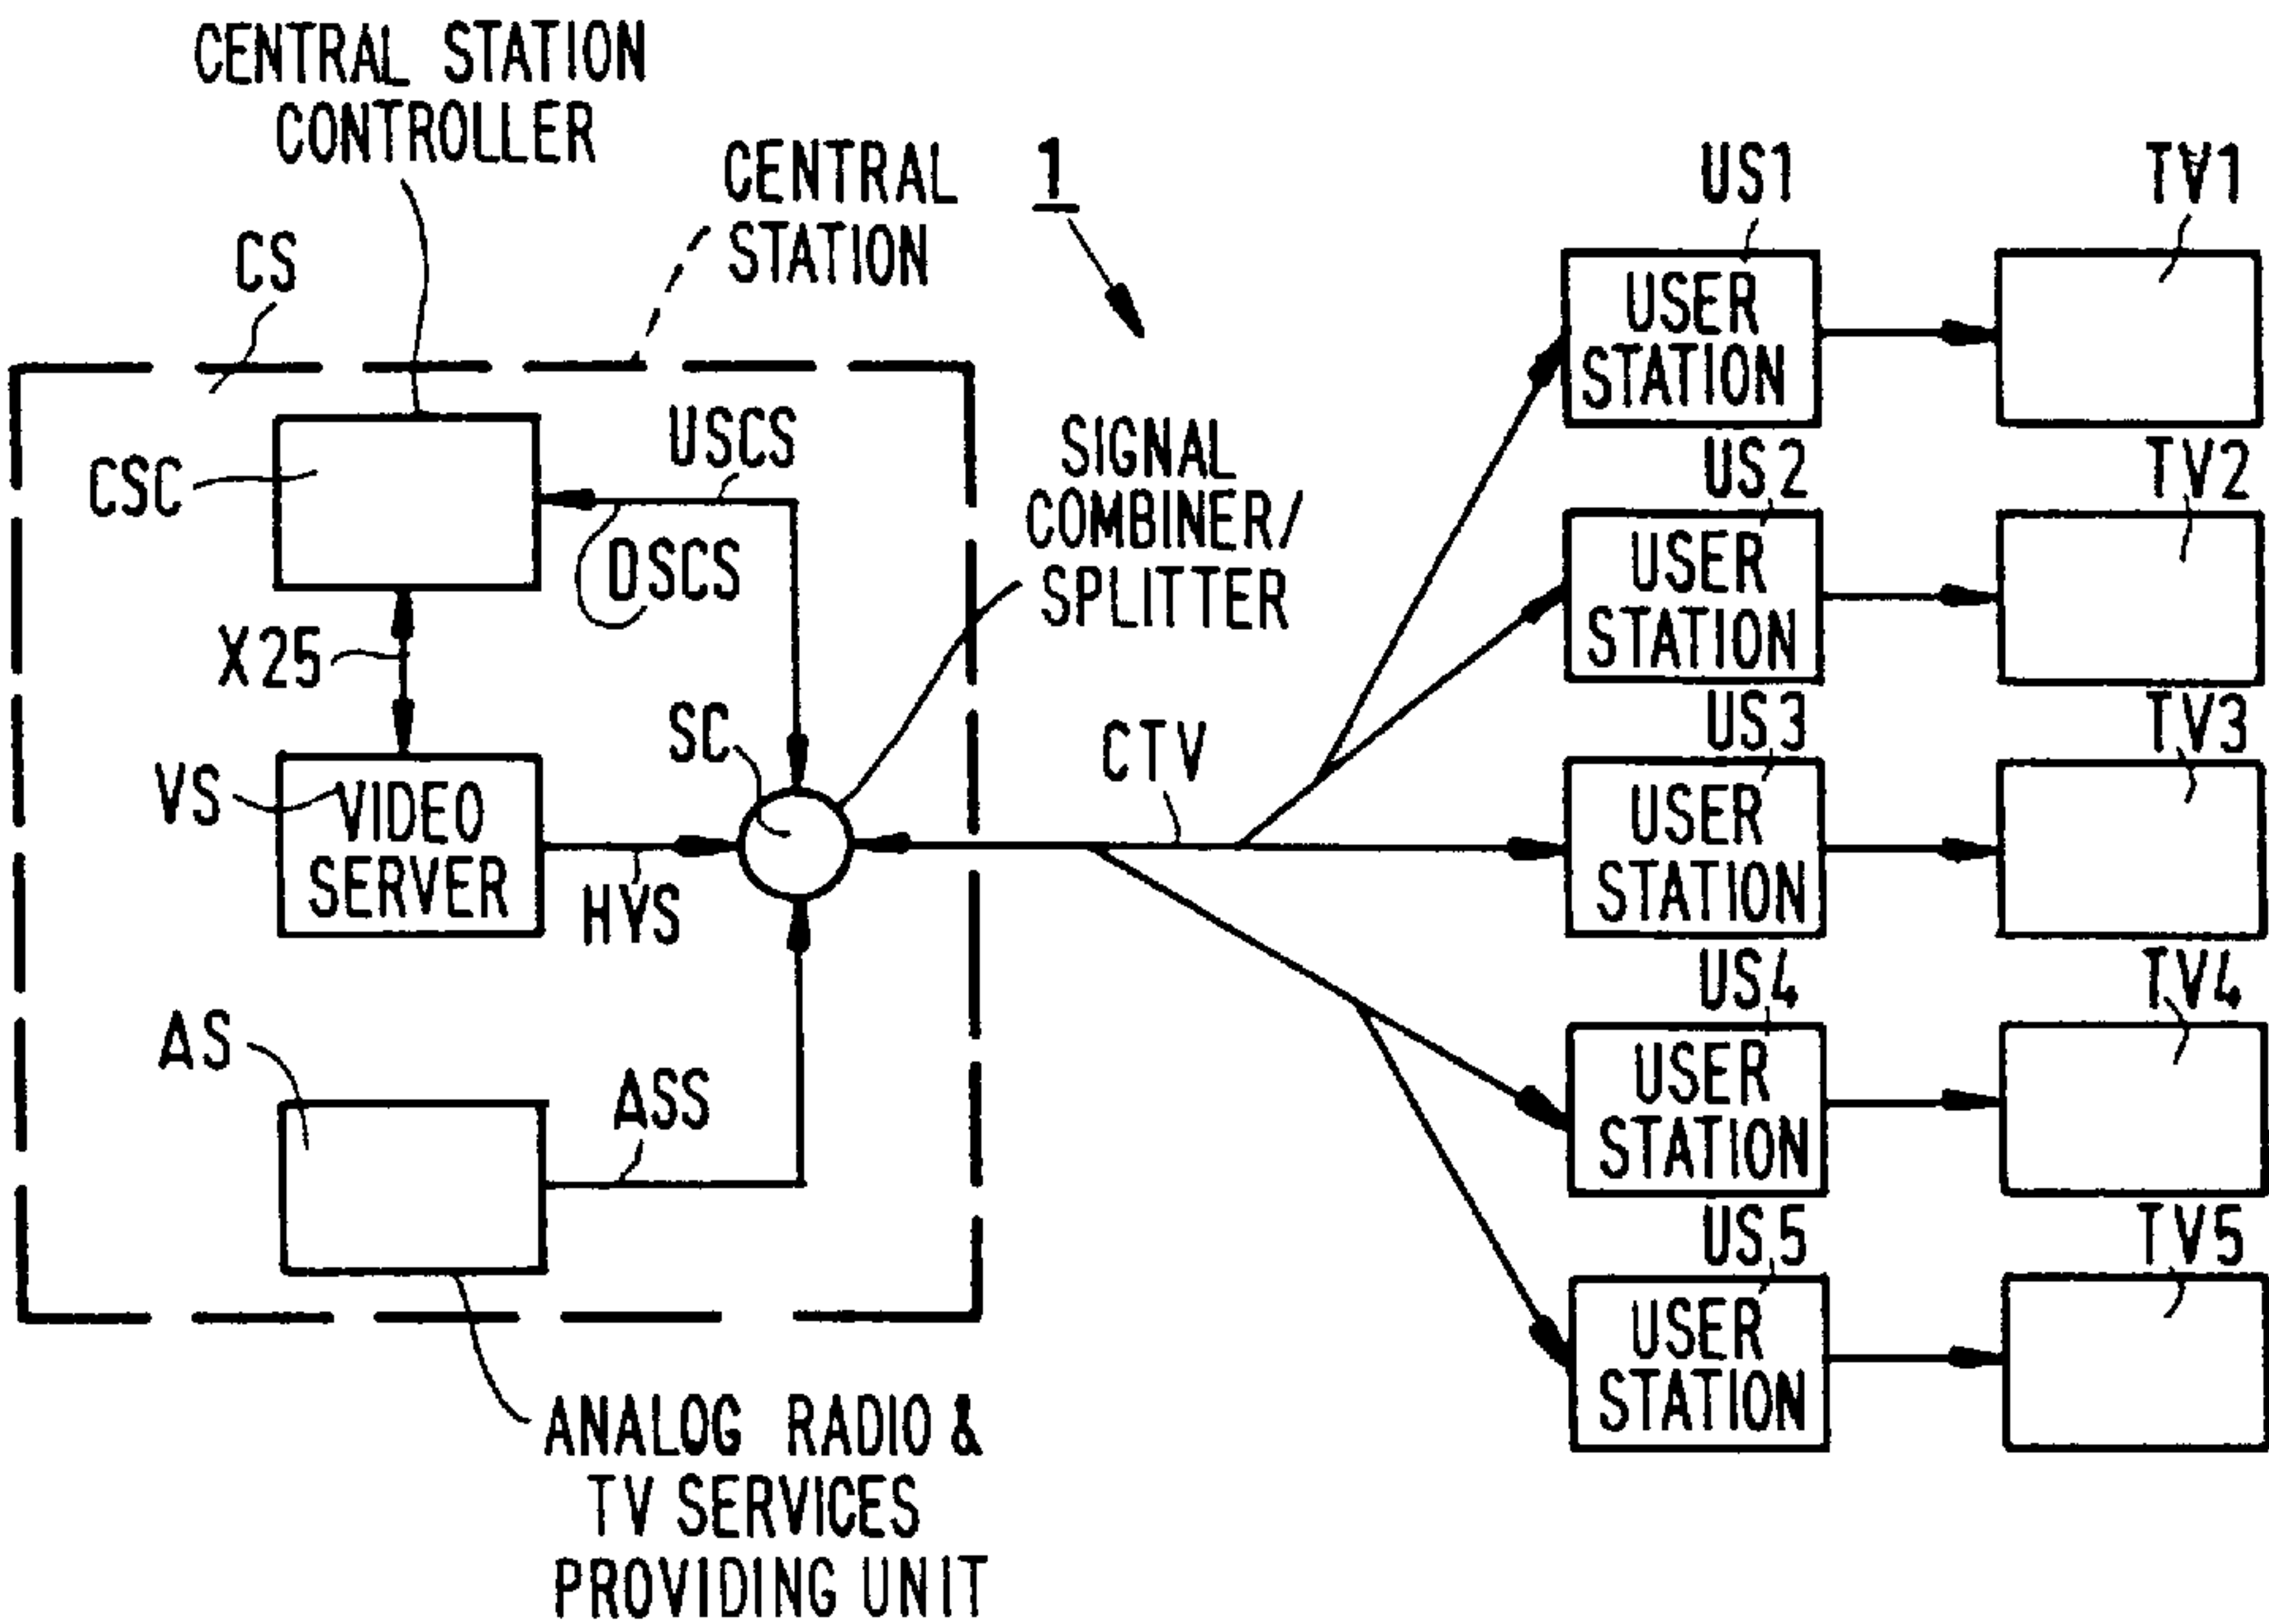 CENTRAL STATION
CONTROLLER
CENTRAL
STATION
1
CS
CSC
USCS
DSCS
X25
SIGNAL
COMBINER/
SPLITTER
SC
VS
VIDEO
SERVER
HVS
CTV
AS
ASS
ANALOG RADIO &
TV SERVICES
PROVIDING UNIT
US1
TV1
USER
STATION
US2
TV2
USER
STATION
US3
TV3
USER
STATION
US4
TV4
USER
STATION
US5
TV5
USER
STATION